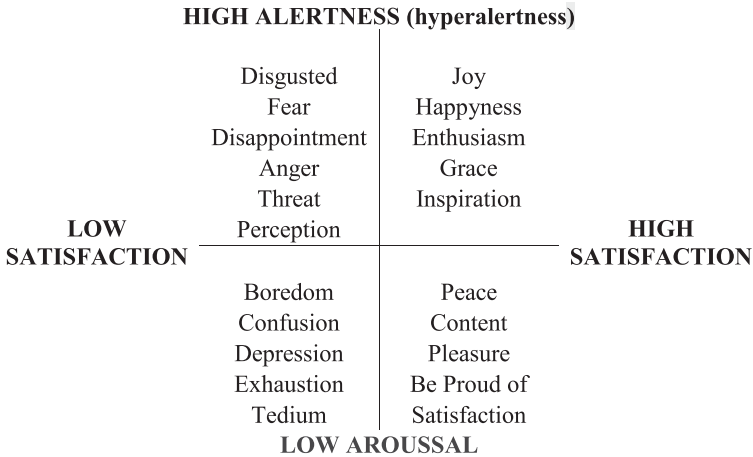 HIGH ALERTNESS (hyperalertness)
Disgusted
Fear
Disappointment
Anger
Threat
Perception
Joy
Happyness
Enthusiasm
Grace
Inspiration
LOW
SATISFACTION
HIGH
SATISFACTION
Boredom
Confusion
Depression
Exhaustion
Tedium
Peace
Content
Pleasure
Be Proud of
Satisfaction
LOW AROUSSAL